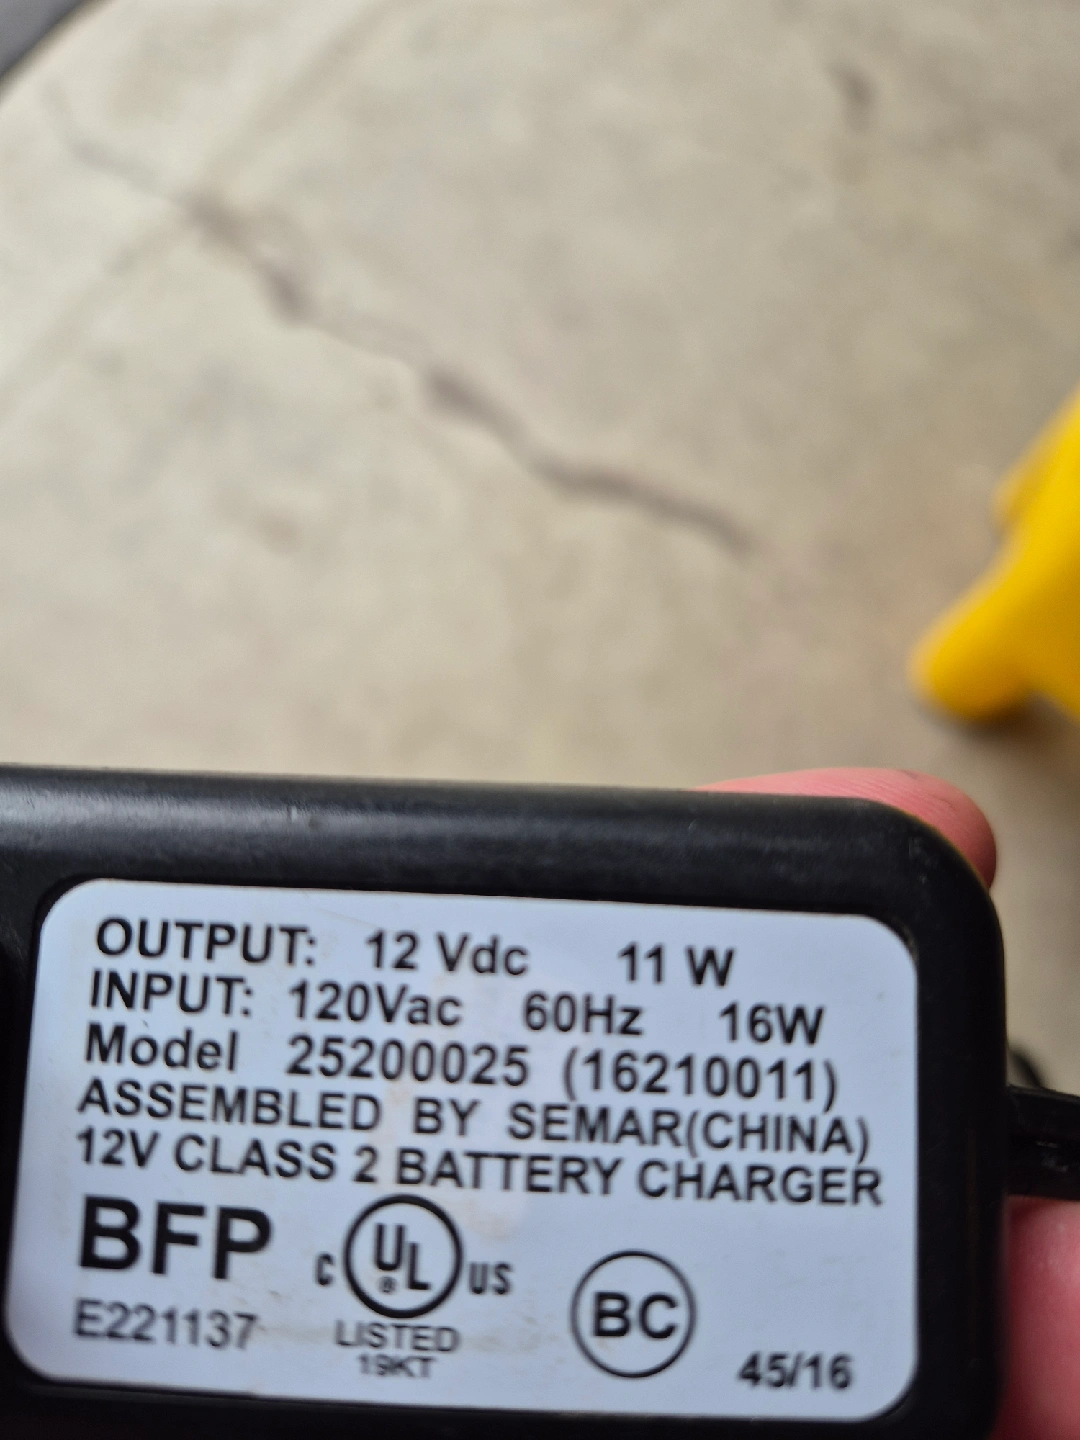 OUTPUT: 12 Vdc 11 W
INPUT: 120Vac 60Hz 16W
Model 25200025 (16210011)
ASSEMBLED BY SEMAR(CHINA)
12V CLASS 2 BATTERY CHARGER
BFP C UL® US BC
E221137 LISTED
19KT 45/16